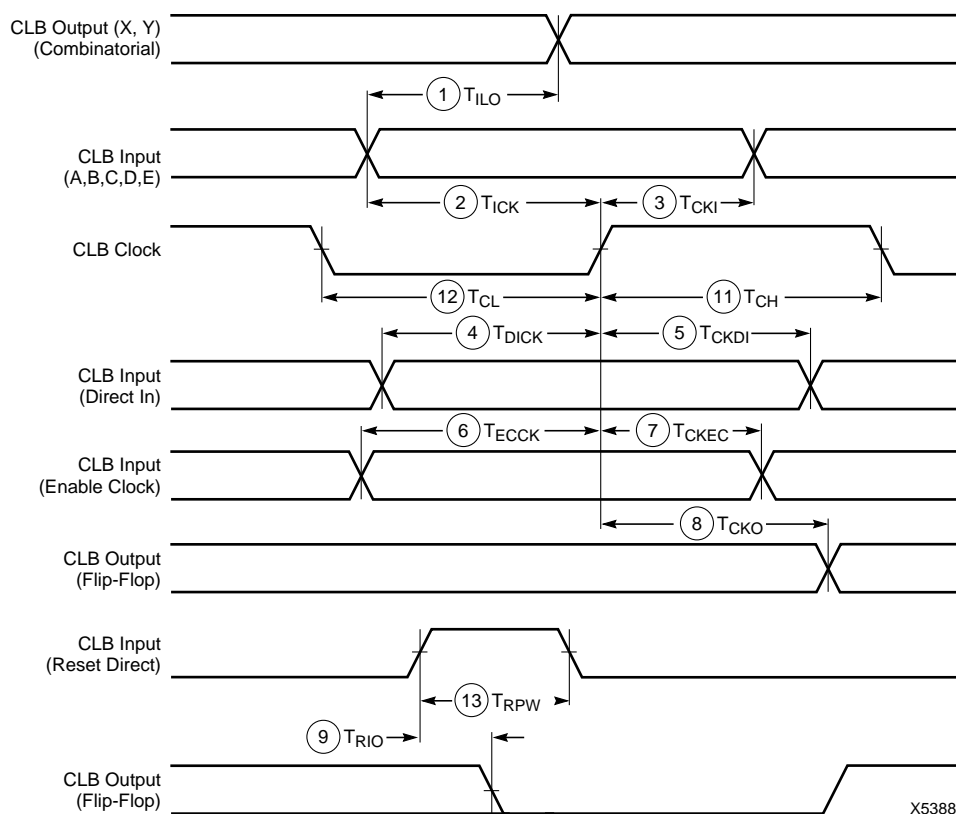 CLB Output (X, Y)
(Combinatorial)
1 TILO
CLB Input
(A,B,C,D,E)
2 TICK
3 TCKI
CLB Clock
12 TCL
11 TCH
4 TDICK
5 TCKDI
CLB Input
(Direct In)
6 TECCK
7 TCKEC
CLB Input
(Enable Clock)
8 TCKO
CLB Output
(Flip-Flop)
CLB Input
(Reset Direct)
13 TRPW
9 TRIO
CLB Output
(Flip-Flop)
X5388